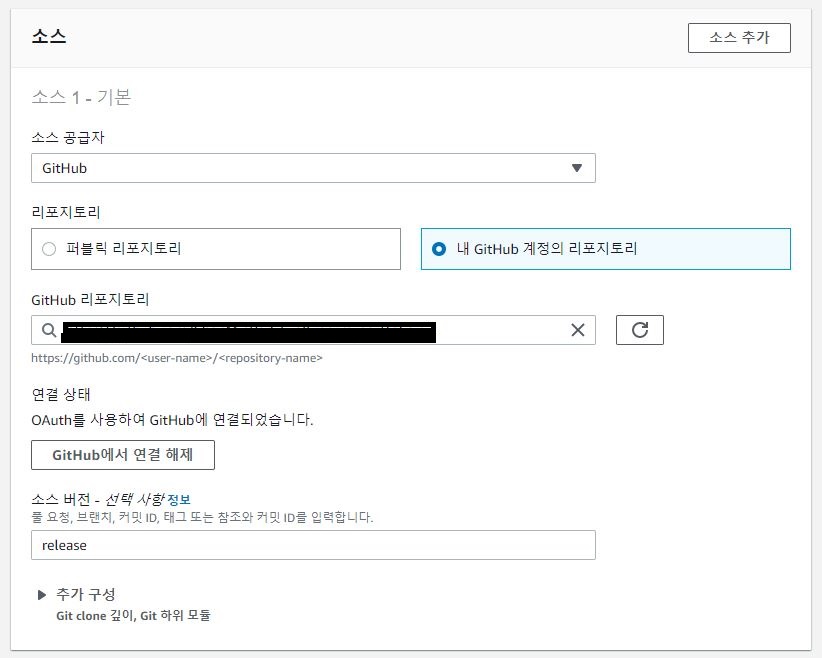 소스
소스 추가
소스 1 - 기본
소스 공급자
GitHub
리포지토리
퍼블릭 리포지토리
내 GitHub 계정의 리포지토리
GitHub 리포지토리
https://github.com/<user-name>/<repository-name>
연결 상태
OAuth를 사용하여 GitHub에 연결되었습니다.
GitHub에서 연결 해제
소스 버전 - 선택 사항 정보
풀 요청, 브랜치, 커밋 ID, 태그 또는 참조와 커밋 ID를 입력합니다.
release
추가 구성
Git clone 깊이, Git 하위 모듈